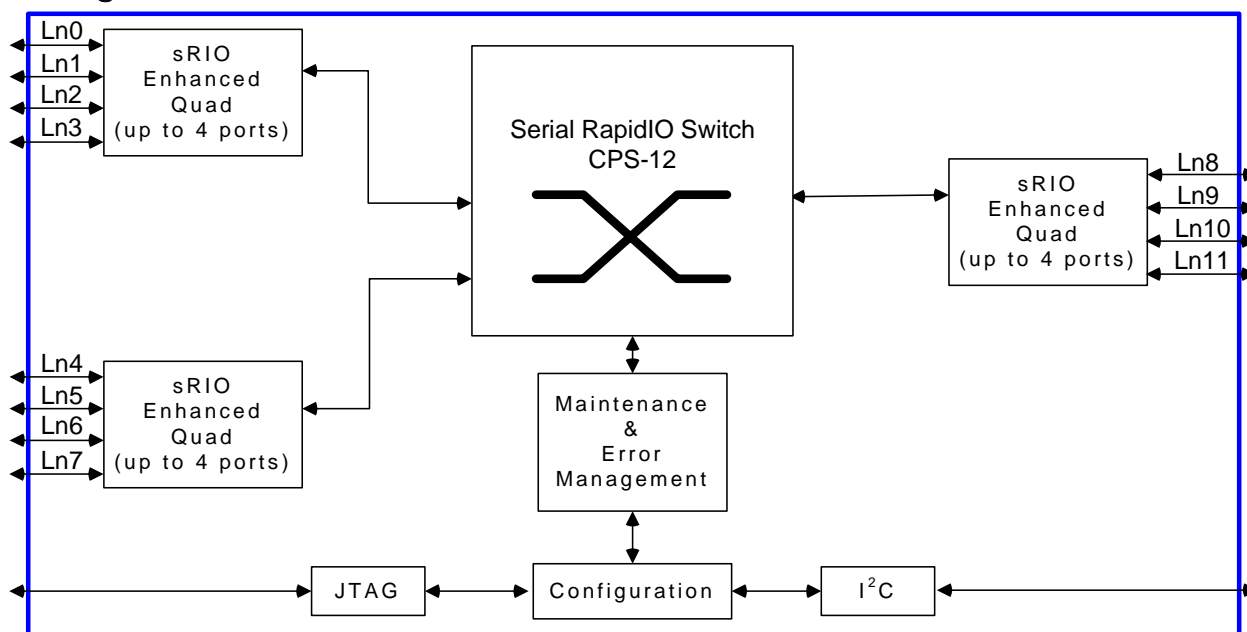 Ln0
Ln1
Ln2
Ln3
sRIO
Enhanced
Quad
(up to 4 ports)
Serial RapidIO Switch
CPS-12
sRIO
Enhanced
Quad
(up to 4 ports)
Ln8
Ln9
Ln10
Ln11
Ln4
Ln5
Ln6
Ln7
sRIO
Enhanced
Quad
(up to 4 ports)
Maintenance
&
Error
Management
JTAG
Configuration
I²C